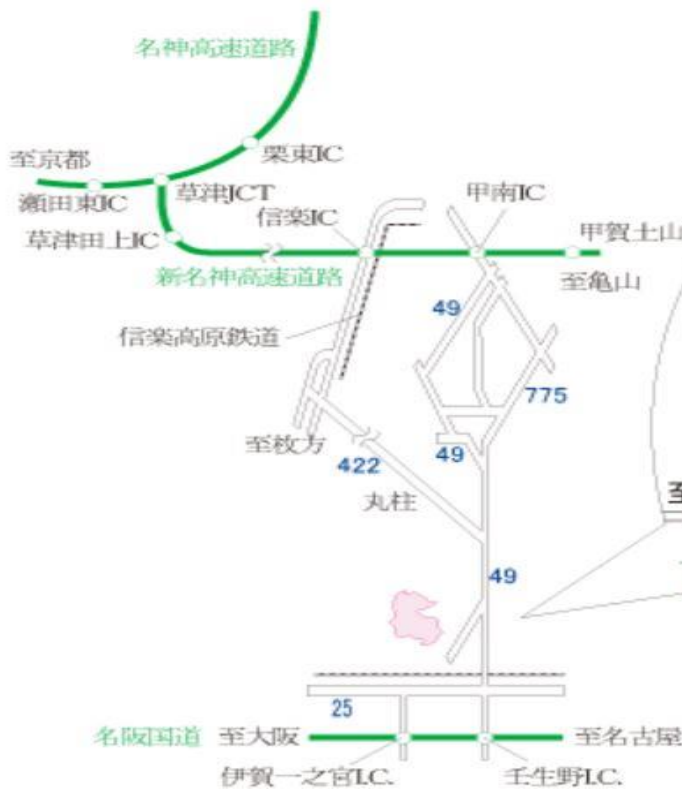 名神高速道路
栗東IC
至京都
瀬田東IC
草津JCT
甲南IC
信楽IC
草津田上IC
甲賀土山
新名神高速道路
至亀山
49
信楽高原鉄道
775
至枚方
49
422
丸柱
至
49
25
名阪国道
至大阪
至名古屋
伊賀一之宮I.C.
壬生野I.C.